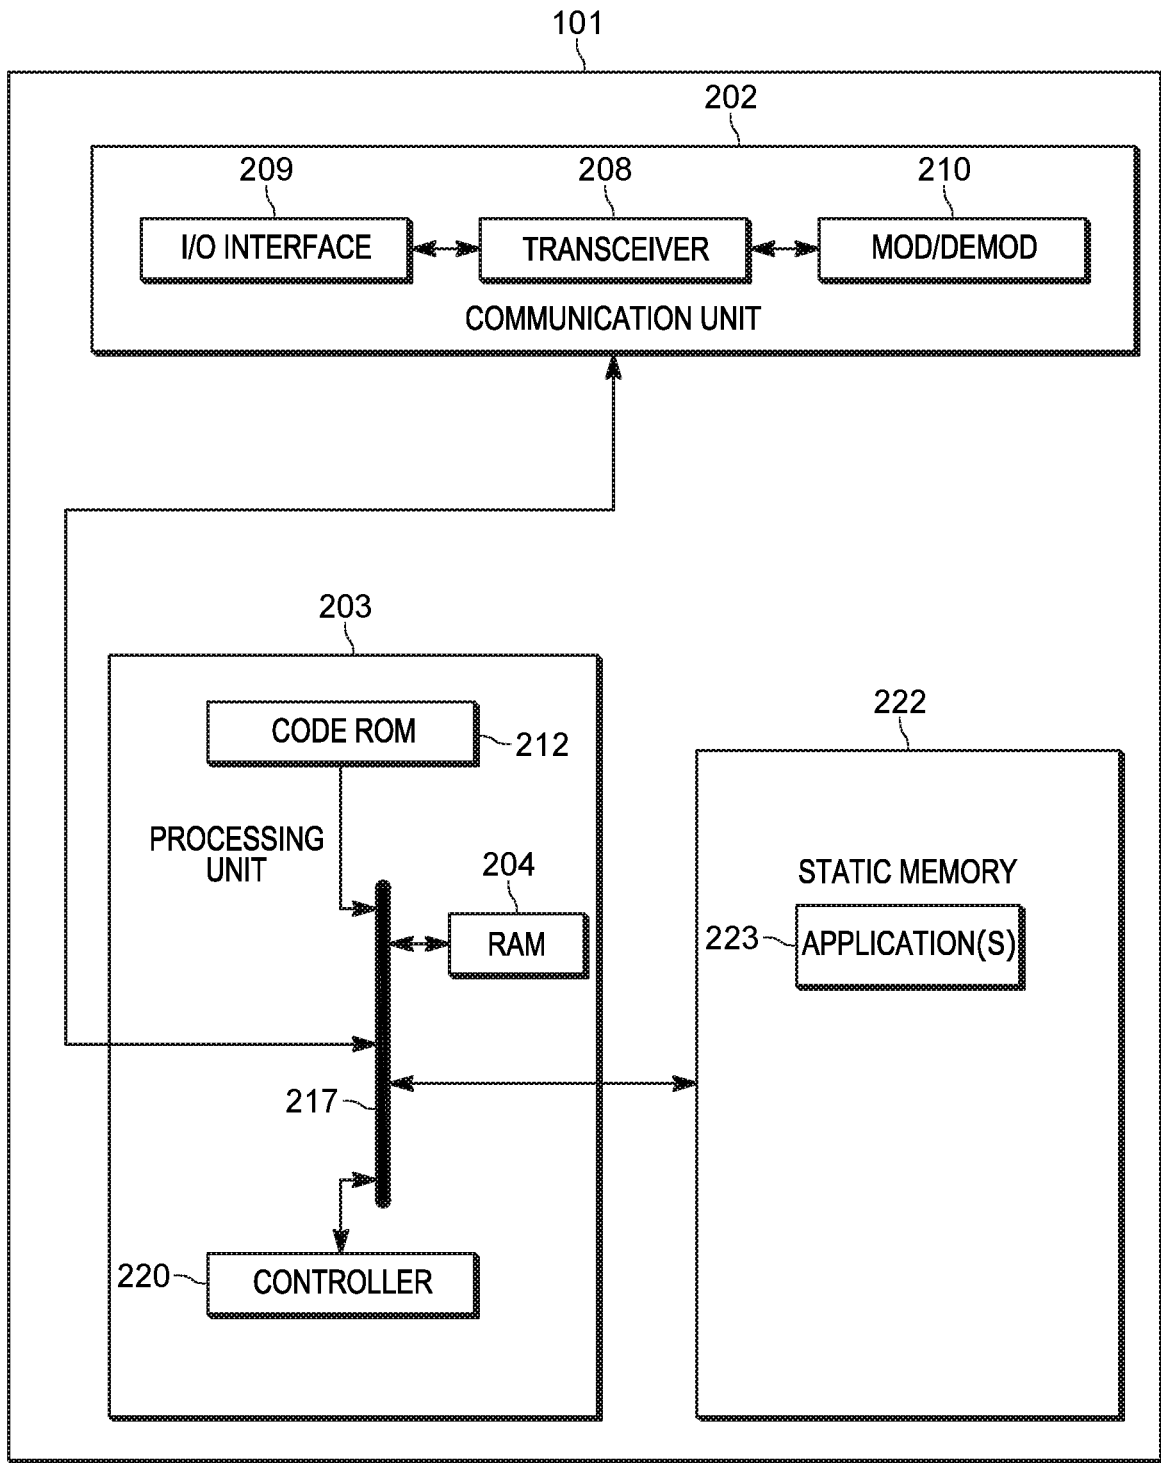 101
202
209
208
210
I/O INTERFACE
TRANSCEIVER
MOD/DEMOD
COMMUNICATION UNIT
203
CODE ROM
212
PROCESSING
UNIT
204
RAM
217
220
CONTROLLER
222
STATIC MEMORY
223
APPLICATION(S)